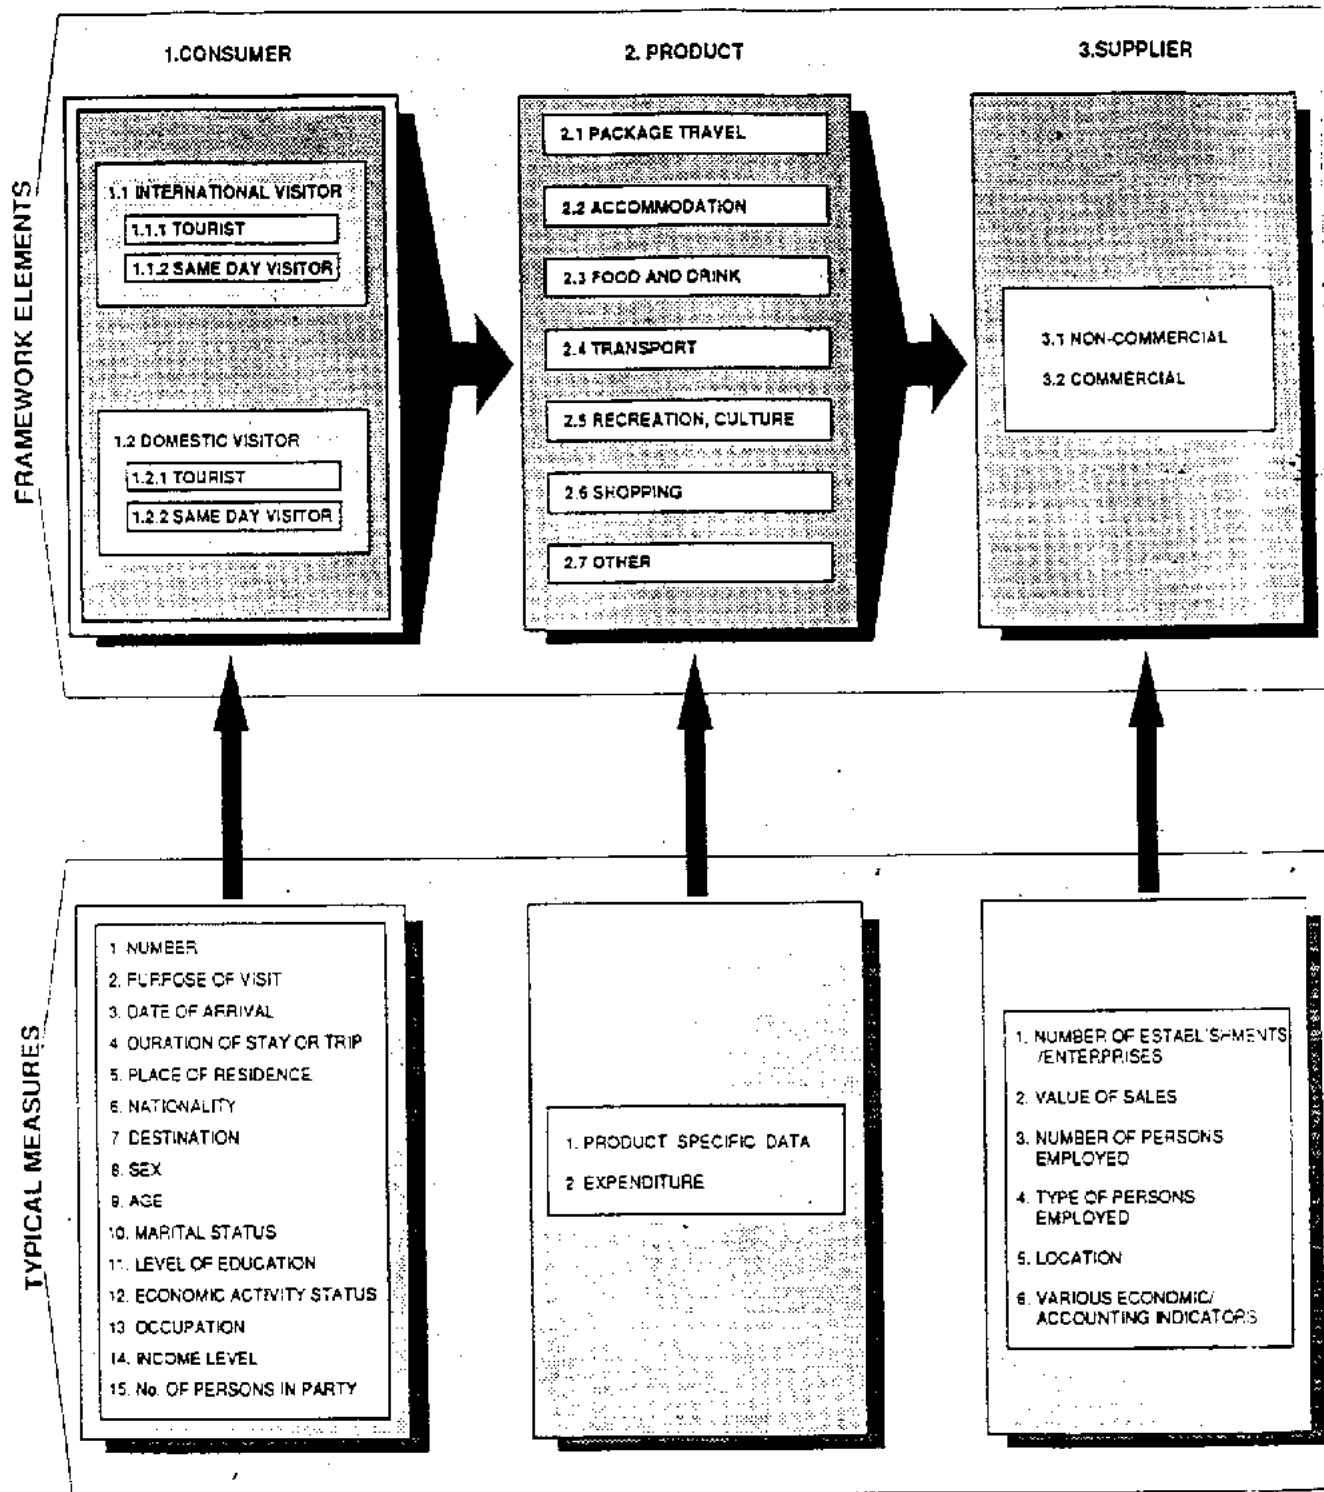 1.CONSUMER
2. PRODUCT
3.SUPPLIER
FRAMEWORK ELEMENTS
1.1 INTERNATIONAL VISITOR
1.1.1 TOURIST
1.1.2 SAME DAY VISITOR
1.2 DOMESTIC VISITOR
1.2.1 TOURIST
1.2.2 SAME DAY VISITOR
2.1 PACKAGE TRAVEL
2.2 ACCOMMODATION
2.3 FOOD AND DRINK
2.4 TRANSPORT
2.5 RECREATION, CULTURE
2.6 SHOPPING
2.7 OTHER
3.1 NON-COMMERCIAL
3.2 COMMERCIAL
TYPICAL MEASURES
1 NUMBER
2. PURPOSE OF VISIT
3. DATE OF ARRIVAL
4 DURATION OF STAY OR TRIP
5. PLACE OF RESIDENCE
6. NATIONALITY
7. DESTINATION
8. SEX
9. AGE
10. MARITAL STATUS
11. LEVEL OF EDUCATION
12. ECONOMIC ACTIVITY STATUS
13 OCCUPATION
14. INCOME LEVEL
15. No. OF PERSONS IN PARTY
1. PRODUCT SPECIFIC DATA
2 EXPENDITURE
1. NUMBER OF ESTABLISHMENTS
/ENTERPRISES
2. VALUE OF SALES
3. NUMBER OF PERSONS
EMPLOYED
4. TYPE OF PERSONS
EMPLOYED
5. LOCATION
6. VARIOUS ECONOMIC/
ACCOUNTING INDICATORS